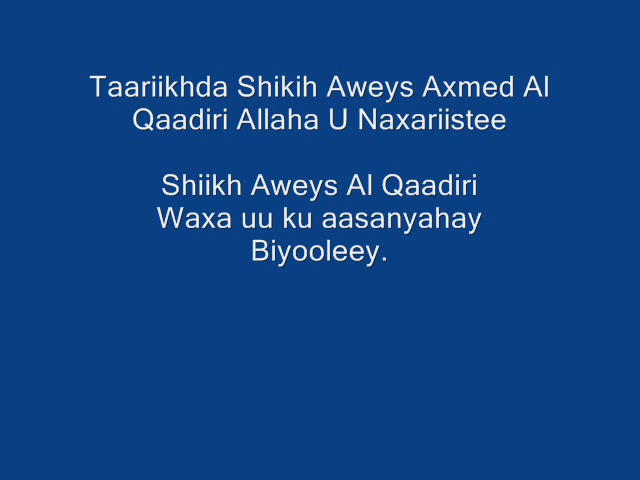 Taariikhda Shikih Aweys Axmed Al
Qaadiri Allaha U Naxariistee
Shiikh Aweys Al Qaadiri
Waxa uu ku aasanyahay
Biyooleey.